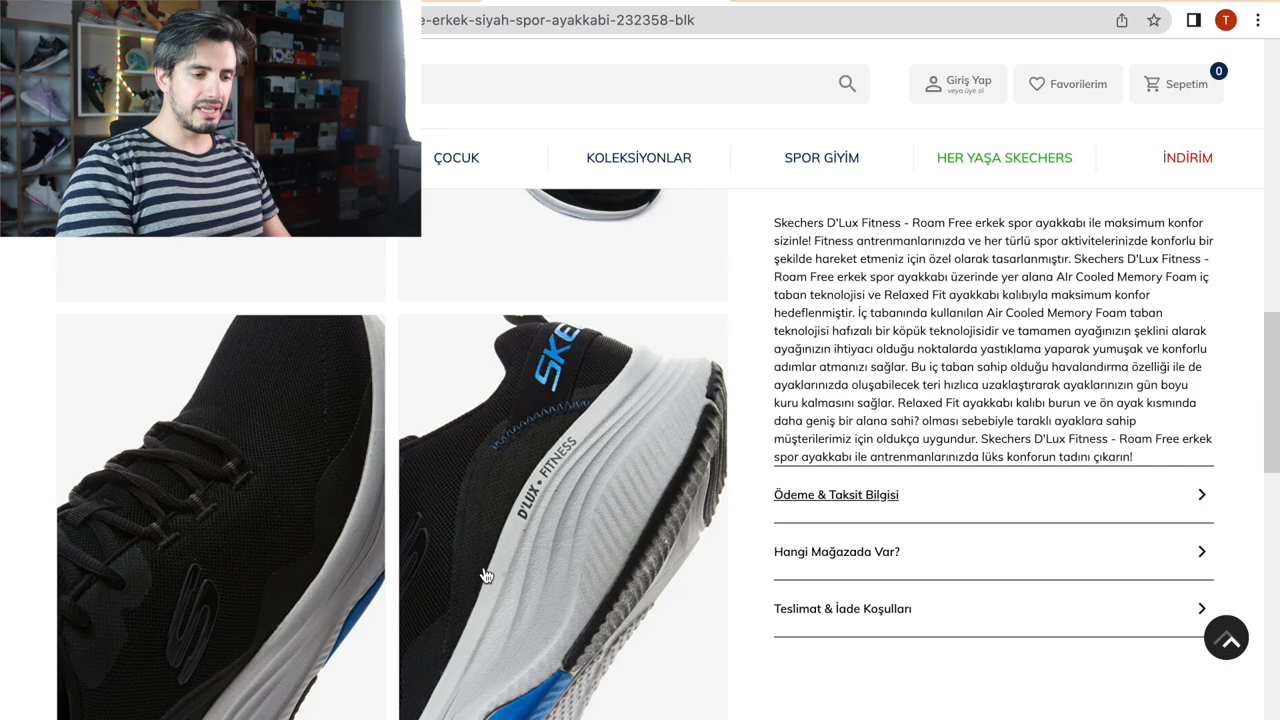 e-erkek-siyah-spor-ayakkabi-232358-blk
T
Giriş Yap
veya üye ol
Favorilerim
Sepetim
0
ÇOCUK
KOLEKSİYONLAR
SPOR GİYİM
HER YAŞA SKECHERS
İNDİRİM
Skechers D'Lux Fitness - Roam Free erkek spor ayakkabı ile maksimum konfor
sizinle! Fitness antrenmanlarınızda ve her türlü spor aktivitelerinizde konforlu bir
şekilde hareket etmeniz için özel olarak tasarlanmıştır. Skechers D'Lux Fitness -
Roam Free erkek spor ayakkabı üzerinde yer alana AIr Cooled Memory Foam iç
taban teknolojisi ve Relaxed Fit ayakkabı kalıbıyla maksimum konfor
hedeflenmiştir. İç tabanında kullanılan Air Cooled Memory Foam taban
teknolojisi hafızalı bir köpük teknolojisidir ve tamamen ayağınızın şeklini alarak
ayağınızın ihtiyacı olduğu noktalarda yastıklama yaparak yumuşak ve konforlu
adımlar atmanızı sağlar. Bu iç taban sahip olduğu havalandırma özelliği ile de
ayaklarınızda oluşabilecek teri hızlıca uzaklaştırarak ayaklarınızın gün boyu
kuru kalmasını sağlar. Relaxed Fit ayakkabı kalıbı burun ve ön ayak kısmında
daha geniş bir alana sahi? olması sebebiyle taraklı ayaklara sahip
müşterilerimiz için oldukça uygundur. Skechers D'Lux Fitness - Roam Free erkek
spor ayakkabı ile antrenmanlarınızda lüks konforun tadını çıkarın!
Ödeme & Taksit Bilgisi
Hangi Mağazada Var?
Teslimat & İade Koşulları
SKE
D'LUX • FITNESS